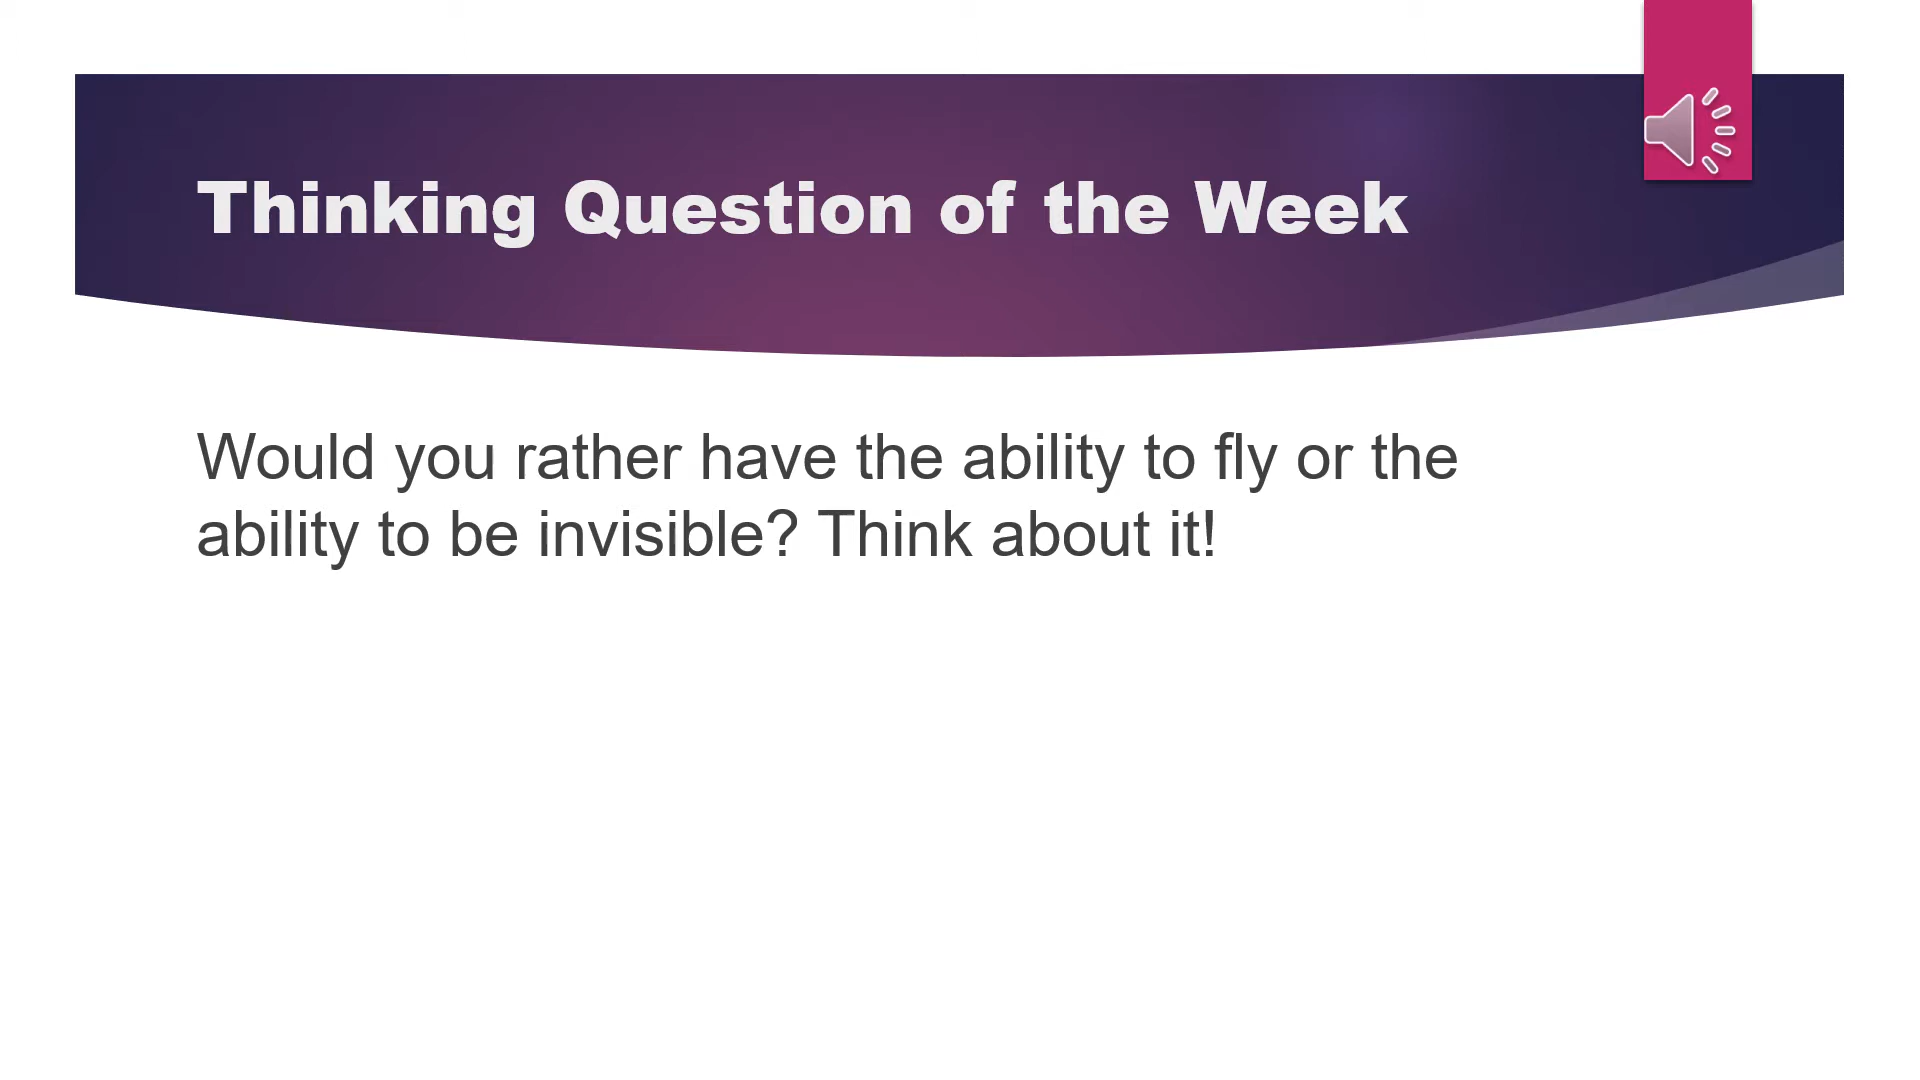 Thinking Question of the Week
Would you rather have the ability to fly or the
ability to be invisible? Think about it!